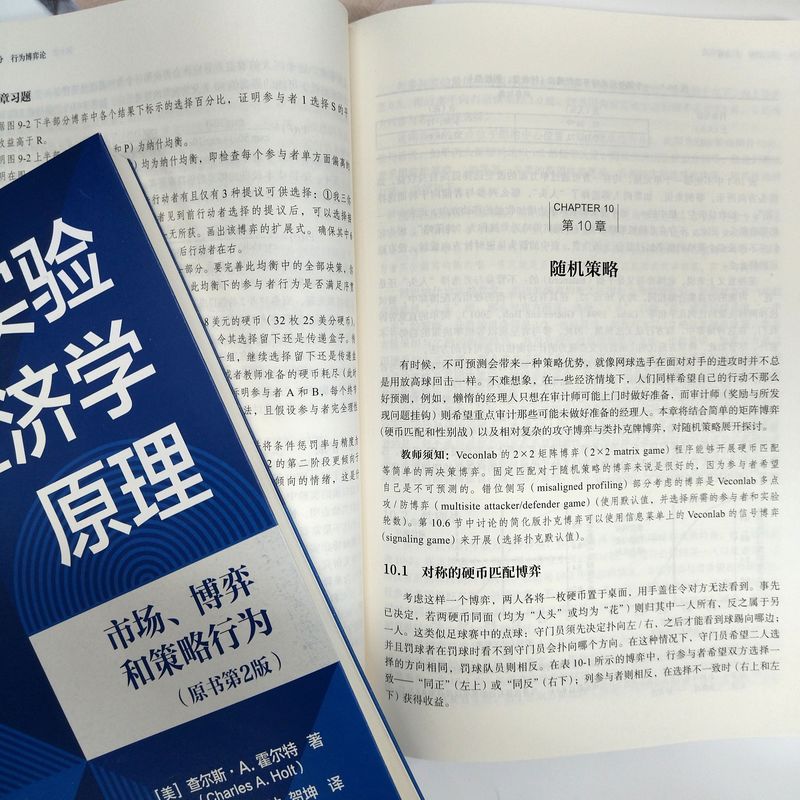 行为博弈论
章习题
据图 9-2 下半部分博弈中各个结果下标示的选择百分比，证明参与者 1 选择 S 的平
收益高于 R。
明图 9-2 上半
和 P）为纳什均衡。
均为纳什均衡，即检查每个参与者单方面偏离的
明在图
行动者有且仅有 3 种提议可供选择：①我三
者见到前行动者选择的提议后，可以选择接
无所获。画出该博弈的扩展式。确保其中
后行动者在右。
部分。要完善此均衡中的全部决策，
此均衡下的参与者行为是否满足序贯
8 美元的硬币（32 枚 25 美分硬币）。
令其选择留下还是传递盒子。
一组，继续选择留下还是传递
或者教师准备的硬币耗尽（此时
标明参与者 A 和 B，每个终
法，且假设参与者完全理性
将条件惩罚率与精度
2 的第二阶段更倾向于
倾向的情绪，这是
实验
经济学
原理
市场、博弈
和策略行为
（原书第2版）
[美] 查尔斯·A. 霍尔特 著
（Charles A. Holt）
贺坤 译
CHAPTER 10
第 10 章
随机策略
有时候，不可预测会带来一种策略优势，就像网球选手在面对对手的进攻时并不总
是用放高球回击一样。不难想象，在一些经济情境下，人们同样希望自己的行动不那么
好预测，例如，懒惰的经理人只想在审计师可能上门时做好准备，而审计师（奖励与所发
现问题挂钩）则希望重点审计那些可能未做好准备的经理人。本章将结合简单的矩阵博弈
（硬币匹配和性别战）以及相对复杂的攻守博弈与类扑克牌博弈，对随机策略展开探讨。
教师须知：Veconlab 的 2×2 矩阵博弈（2×2 matrix game）程序能够开展硬币匹配
等简单的两决策博弈。固定匹配对于随机策略的博弈来说是很好的，因为参与者希望
自己是不可预测的。错位侧写（misaligned profiling）部分考虑的博弈是 Veconlab 多点
攻/防博弈（multisite attacker/defender game）（使用默认值，并选择所需的参与者和实验
轮数）。第 10.6 节中讨论的简化版扑克博弈可以使用信息菜单上的 Veconlab 的信号博弈
（signaling game）来开展（选择扑克默认值）。
10.1 对称的硬币匹配博弈
考虑这样一个博弈，两人各将一枚硬币置于桌面，用手盖住令对方无法看到。事先
已决定，若两硬币同面（均为“人头”或均为“花”）则归其中一人所有，反之属于另
一人。这类似足球赛中的点球：守门员须先决定扑向左/右，之后才能看到球踢向哪边；
并且罚球者在罚球时看不到守门员会扑向哪个方向。在这种情况下，守门员希望二人选
择的方向相同，罚球队员则相反。在表 10-1 所示的博弈中，行参与者希望双方选择一
致——“同正”（左上）或“同反”（右下）；列参与者则相反，在选择不一致时（右上和左
下）获得收益。